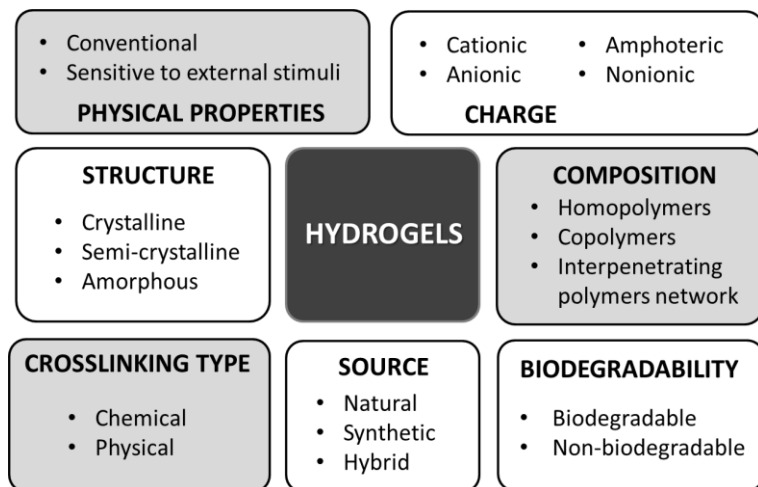 • Conventional
• Sensitive to external stimuli
PHYSICAL PROPERTIES
• Cationic • Amphoteric
• Anionic • Nonionic
CHARGE
STRUCTURE
• Crystalline
• Semi-crystalline
• Amorphous
HYDROGELS
COMPOSITION
• Homopolymers
• Copolymers
• Interpenetrating
polymers network
CROSSLINKING TYPE
• Chemical
• Physical
SOURCE
• Natural
• Synthetic
• Hybrid
BIODEGRADABILITY
• Biodegradable
• Non-biodegradable